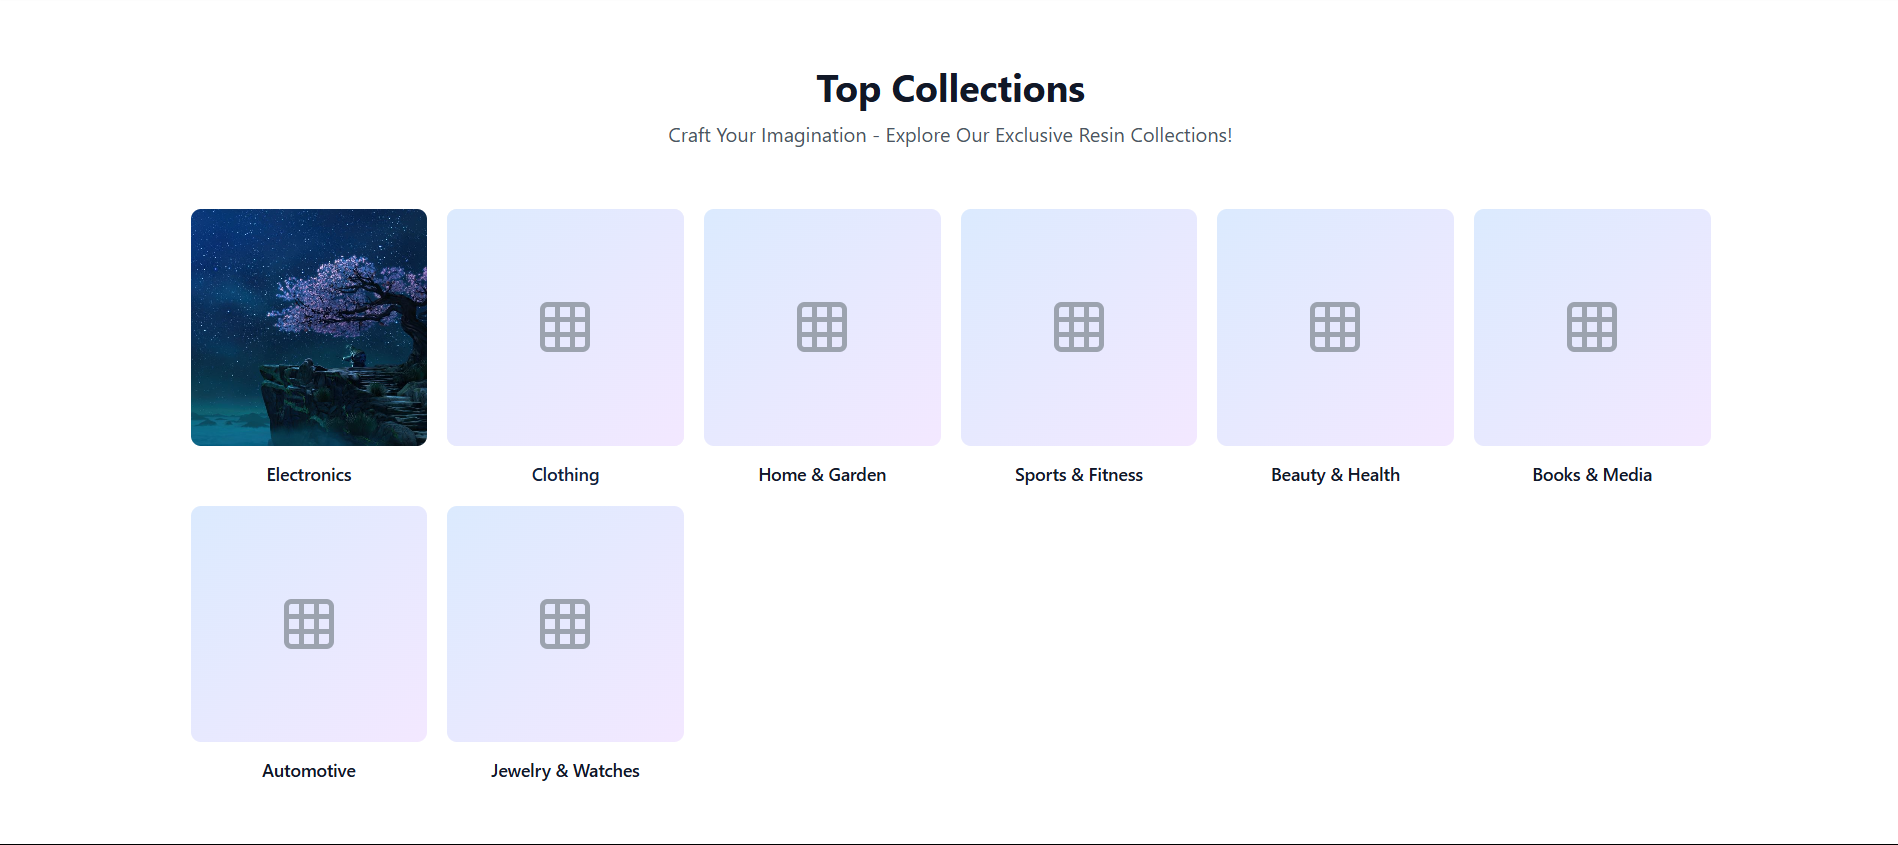 Top Collections
Craft Your Imagination - Explore Our Exclusive Resin Collections!
Electronics
Clothing
Home & Garden
Sports & Fitness
Beauty & Health
Books & Media
Automotive
Jewelry & Watches